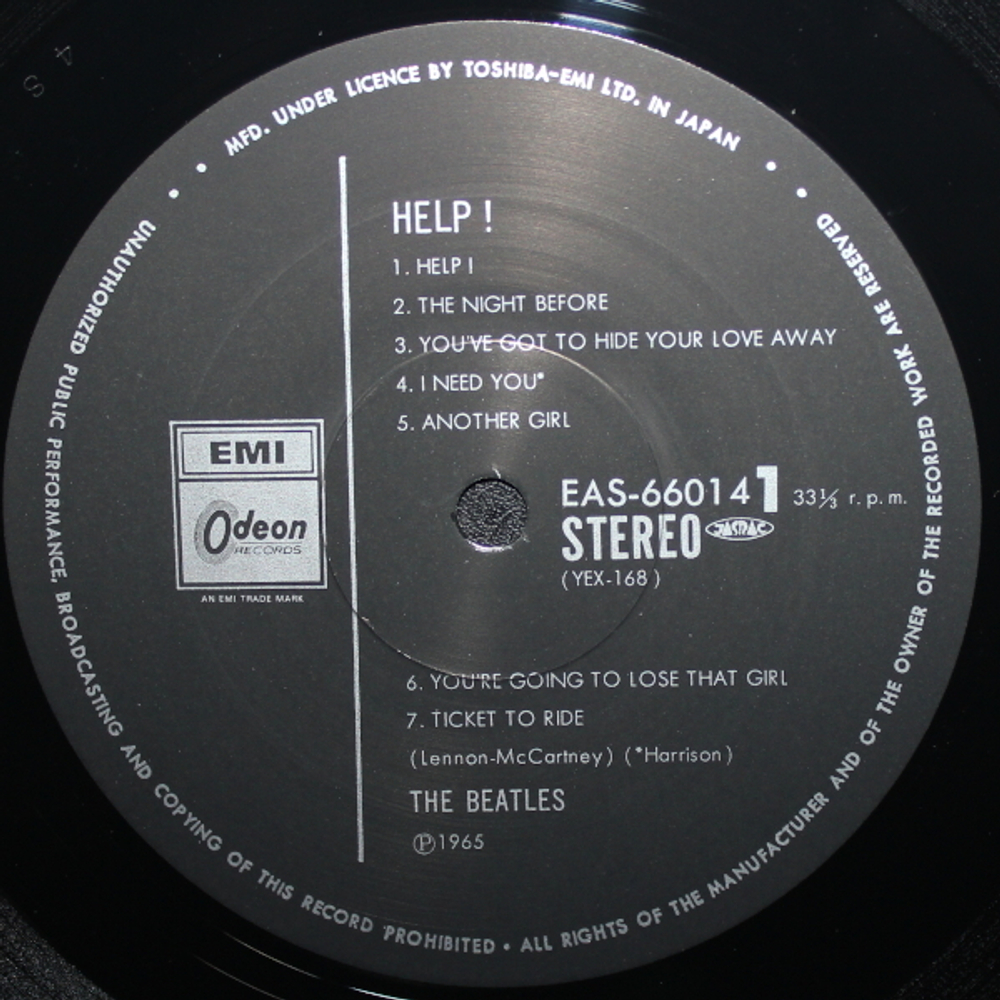 MFD. UNDER LICENCE BY TOSHIBA-EMI LTD. IN JAPAN
HELP !
1. HELP !
2. THE NIGHT BEFORE
3. YOU'VE GOT TO HIDE YOUR LOVE AWAY
4. I NEED YOU*
5. ANOTHER GIRL
EMI
Odeon
RECORDS
AN EMI TRADE MARK
EAS-66014 1 33⅓ r.p.m.
STEREO JASRAC
(YEX-168)
6. YOU'RE GOING TO LOSE THAT GIRL
7. TICKET TO RIDE
(Lennon-McCartney) (*Harrison)
THE BEATLES
Ⓟ1965
UNAUTHORIZED PUBLIC PERFORMANCE, BROADCASTING AND COPYING OF THIS RECORD PROHIBITED • ALL RIGHTS OF THE MANUFACTURER AND OF THE OWNER OF THE RECORDED WORK ARE RESERVED
S 4